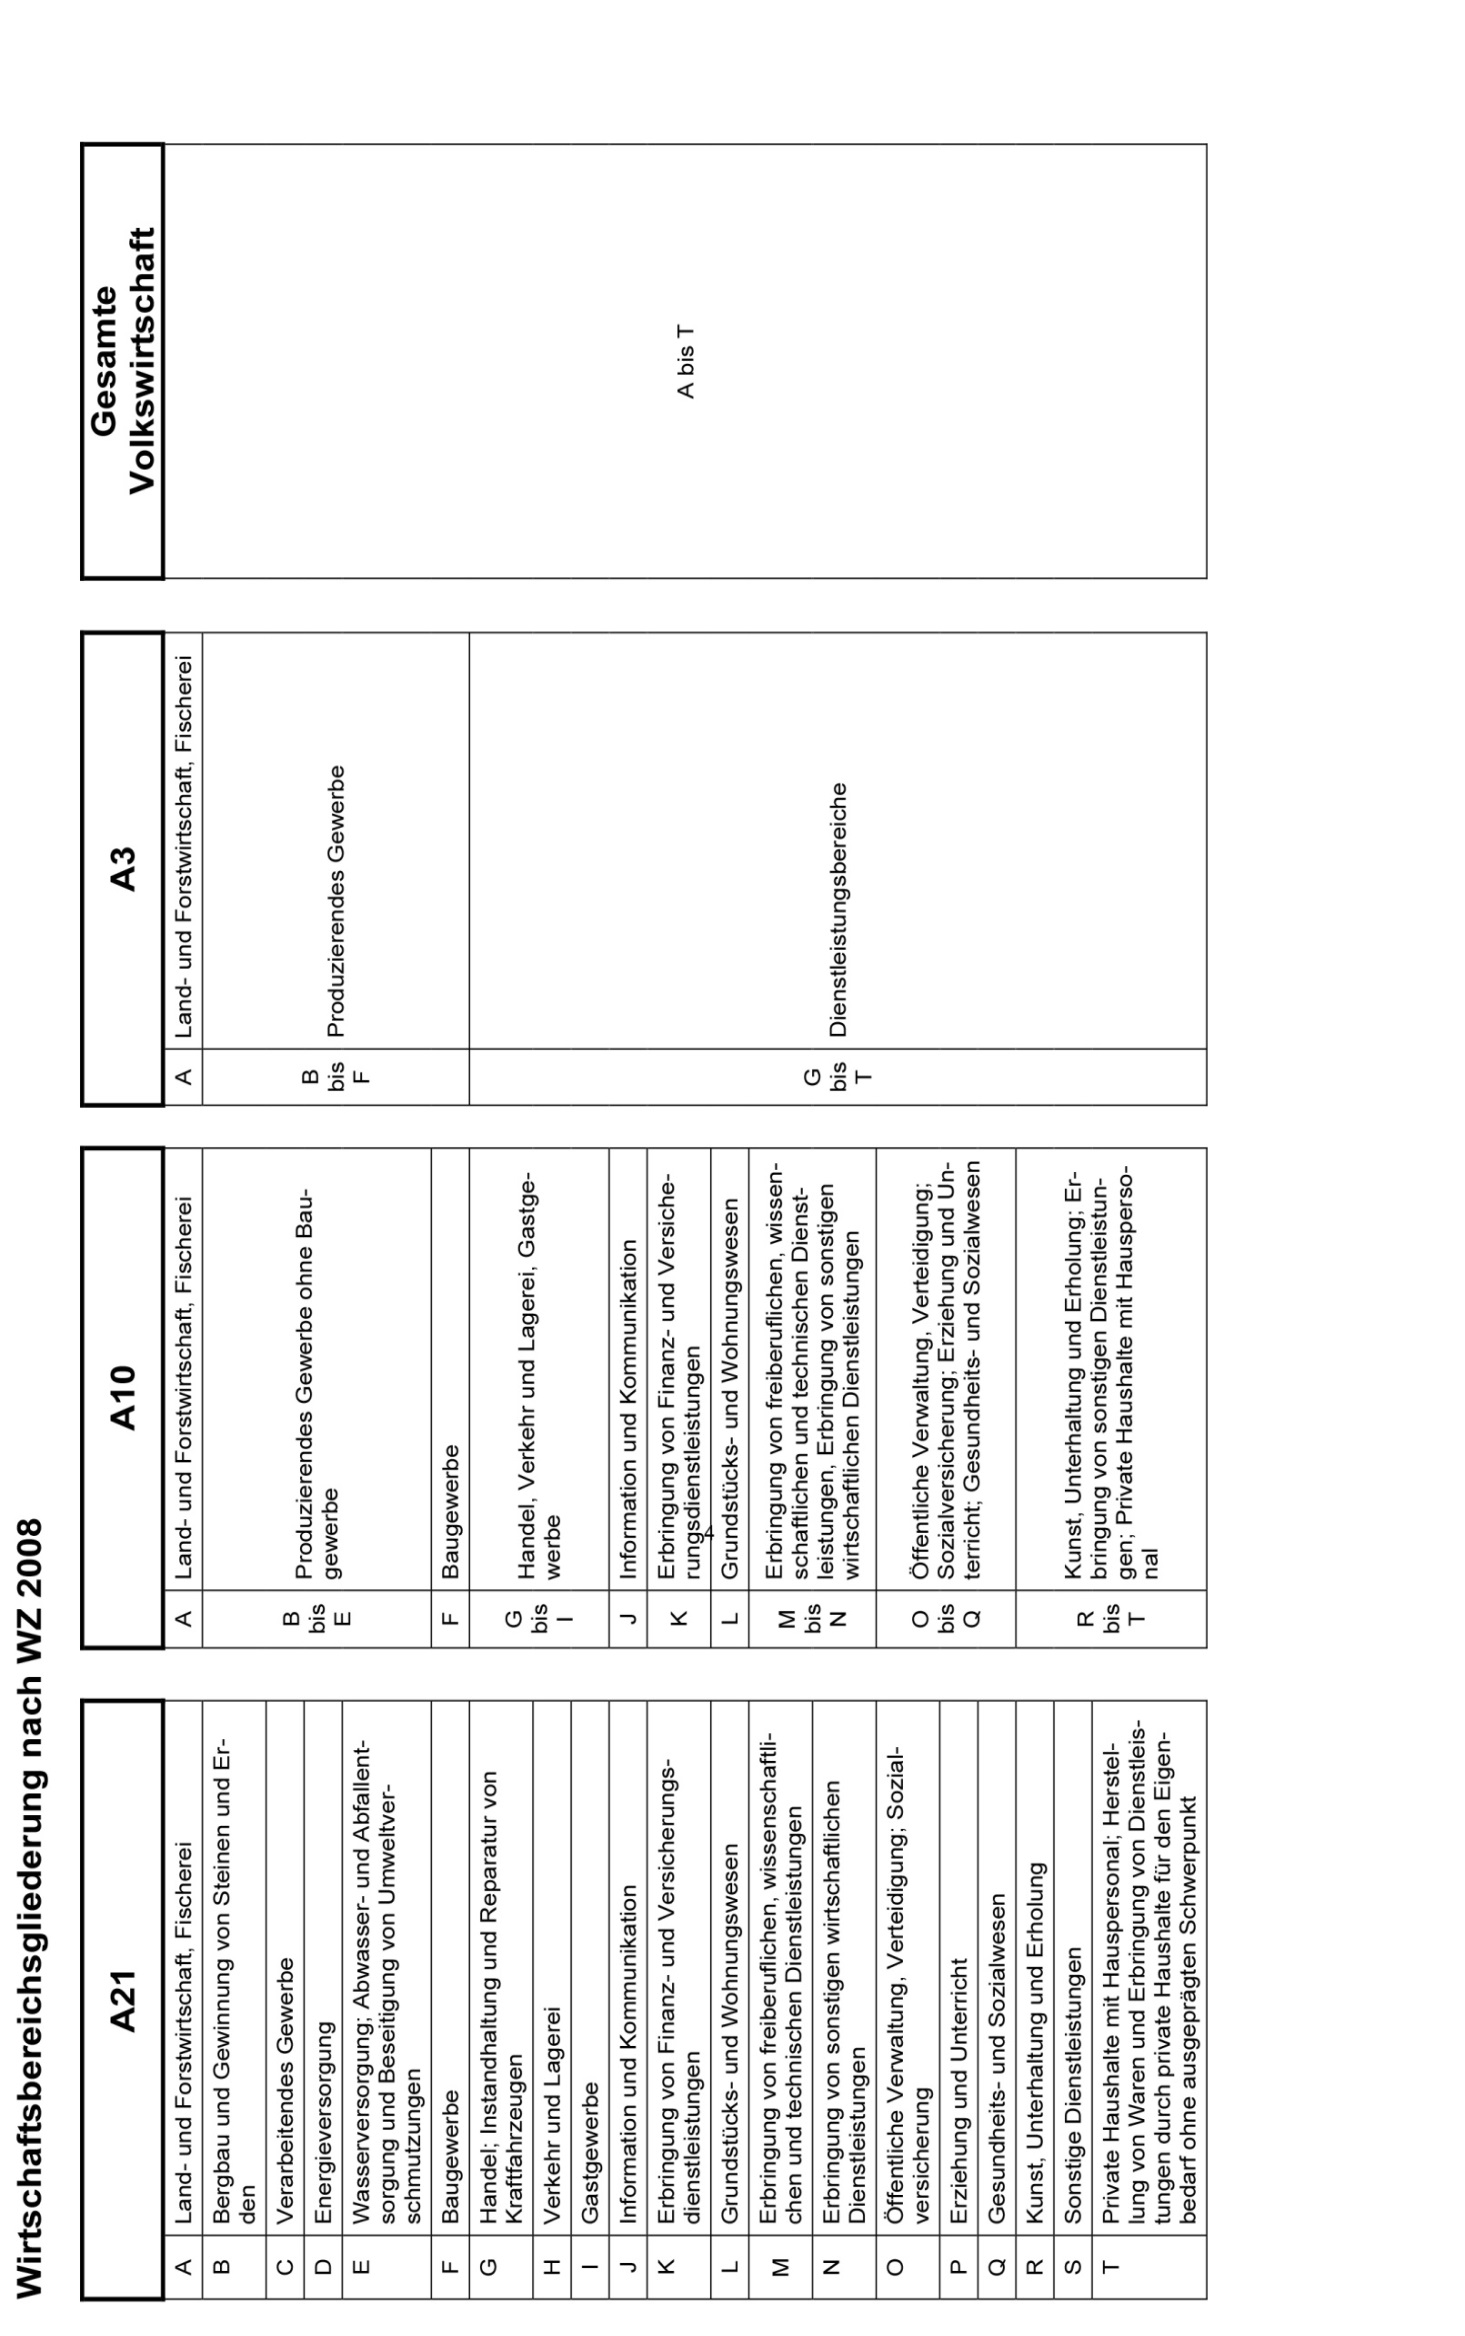 Wirtschaftsbereichsgliederung nach WZ 2008
A21
A
Land- und Forstwirtschaft, Fischerei
B
Bergbau und Gewinnung von Steinen und Er-
den
C
Verarbeitendes Gewerbe
D
Energieversorgung
E
Wasserversorgung; Abwasser- und Abfallent-
sorgung und Beseitigung von Umweltver-
schmutzungen
F
Baugewerbe
G
Handel; Instandhaltung und Reparatur von
Kraftfahrzeugen
H
Verkehr und Lagerei
I
Gastgewerbe
J
Information und Kommunikation
K
Erbringung von Finanz- und Versicherungs-
dienstleistungen
L
Grundstücks- und Wohnungswesen
M
Erbringung von freiberuflichen, wissenschaftli-
chen und technischen Dienstleistungen
N
Erbringung von sonstigen wirtschaftlichen
Dienstleistungen
O
Öffentliche Verwaltung, Verteidigung; Sozial-
versicherung
P
Erziehung und Unterricht
Q
Gesundheits- und Sozialwesen
R
Kunst, Unterhaltung und Erholung
S
Sonstige Dienstleistungen
T
Private Haushalte mit Hauspersonal; Herstel-
lung von Waren und Erbringung von Dienstleis-
tungen durch private Haushalte für den Eigen-
bedarf ohne ausgeprägten Schwerpunkt
A10
A
Land- und Forstwirtschaft, Fischerei
B
bis
E
Produzierendes Gewerbe ohne Bau-
gewerbe
F
Baugewerbe
G
bis
I
Handel, Verkehr und Lagerei, Gastge-
werbe
J
Information und Kommunikation
K
Erbringung von Finanz- und Versiche-
rungsdienstleistungen
4
L
Grundstücks- und Wohnungswesen
M
bis
N
Erbringung von freiberuflichen, wissen-
schaftlichen und technischen Dienst-
leistungen, Erbringung von sonstigen
wirtschaftlichen Dienstleistungen
O
bis
Q
Öffentliche Verwaltung, Verteidigung;
Sozialversicherung; Erziehung und Un-
terricht; Gesundheits- und Sozialwesen
R
bis
T
Kunst, Unterhaltung und Erholung; Er-
bringung von sonstigen Dienstleistun-
gen; Private Haushalte mit Hausperso-
nal
A3
A
Land- und Forstwirtschaft, Fischerei
B
bis
F
Produzierendes Gewerbe
G
bis
T
Dienstleistungsbereiche
Gesamte
Volkswirtschaft
A bis T